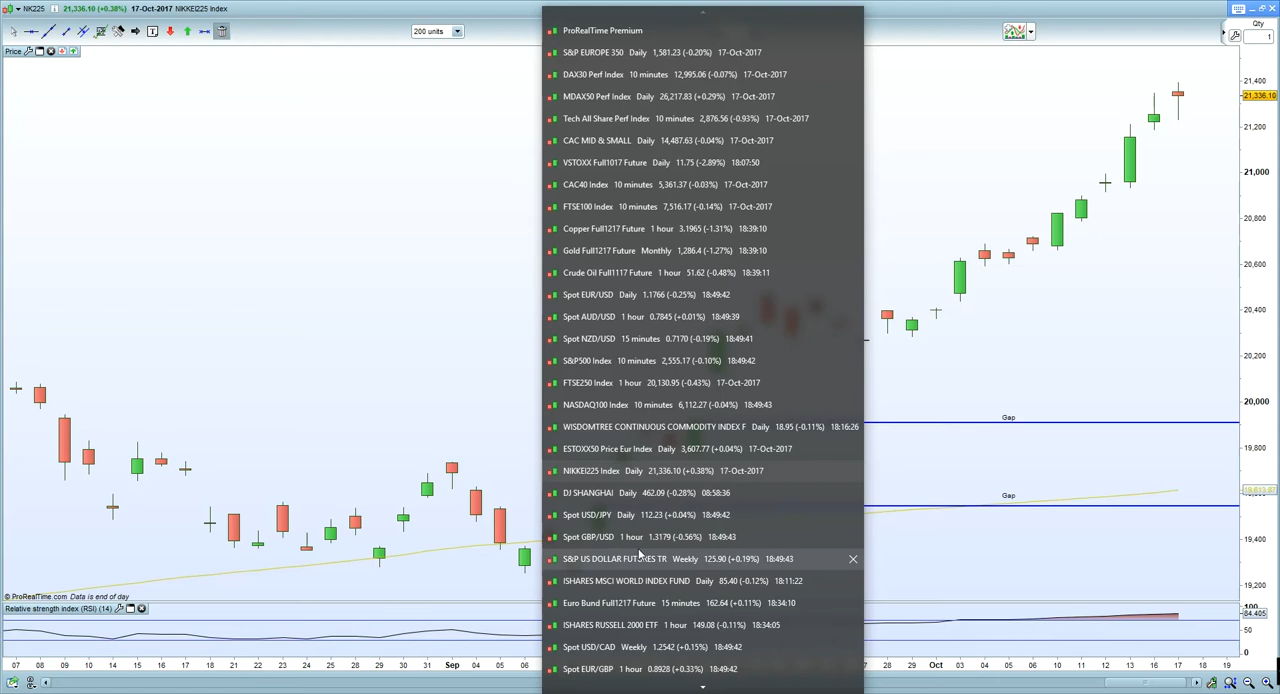 NK225 21,336.10 (+0.38%) 17-Oct-2017 NIKKEI225 Index
200 units
Qty
1
Price
ProRealTime Premium
S&P EUROPE 350 Daily 1,581.23 (-0.20%) 17-Oct-2017
DAX30 Perf Index 10 minutes 12,995.06 (-0.07%) 17-Oct-2017
MDAX50 Perf Index Daily 26,217.83 (+0.29%) 17-Oct-2017
Tech All Share Perf Index 10 minutes 2,876.56 (-0.93%) 17-Oct-2017
CAC MID & SMALL Daily 14,487.63 (-0.04%) 17-Oct-2017
VSTOXX Full1017 Future Daily 11.75 (-2.89%) 18:07:50
CAC40 Index 10 minutes 5,361.37 (-0.03%) 17-Oct-2017
FTSE100 Index 10 minutes 7,516.17 (-0.14%) 17-Oct-2017
Copper Full1217 Future 1 hour 3.1965 (-1.31%) 18:39:10
Gold Full1217 Future Monthly 1,286.4 (-1.27%) 18:39:10
Crude Oil Full1117 Future 1 hour 51.62 (-0.48%) 18:39:11
Spot EUR/USD Daily 1.1766 (-0.25%) 18:49:42
Spot AUD/USD 1 hour 0.7845 (+0.01%) 18:49:39
Spot NZD/USD 15 minutes 0.7170 (-0.19%) 18:49:41
S&P500 Index 10 minutes 2,555.17 (-0.10%) 18:49:42
FTSE250 Index 1 hour 20,130.95 (-0.43%) 17-Oct-2017
NASDAQ100 Index 10 minutes 6,112.27 (-0.04%) 18:49:43
WISDOMTREE CONTINUOUS COMMODITY INDEX F Daily 18.95 (-0.11%) 18:16:26
ESTOXX50 Price Eur Index Daily 3,607.77 (+0.04%) 17-Oct-2017
NIKKEI225 Index Daily 21,336.10 (+0.38%) 17-Oct-2017
DJ SHANGHAI Daily 462.09 (-0.28%) 08:58:36
Spot USD/JPY Daily 112.23 (+0.04%) 18:49:42
Spot GBP/USD 1 hour 1.3179 (-0.56%) 18:49:43
S&P US DOLLAR FUTURES TR Weekly 125.90 (+0.19%) 18:49:43
ISHARES MSCI WORLD INDEX FUND Daily 85.40 (-0.12%) 18:11:22
Euro Bund Full1217 Future 15 minutes 162.64 (+0.11%) 18:34:10
ISHARES RUSSELL 2000 ETF 1 hour 149.08 (-0.11%) 18:34:05
Spot USD/CAD Weekly 1.2542 (+0.15%) 18:49:42
Spot EUR/GBP 1 hour 0.8928 (+0.33%) 18:49:42
21,400
21,336.10
21,200
21,000
20,800
20,600
20,400
20,200
20,000
19,800
19,400
19,200
Gap
Gap
© ProRealTime.com Data is end of day
Relative strength index (RSI) (14)
100
84.405
50
0
07 08 09 10 14 15 16 17 18 21 22 23 24 25 28 29 30 31 Sep 04 05 06
28 29 Oct 03 04 05 06 10 11 12 13 16 17 18 19